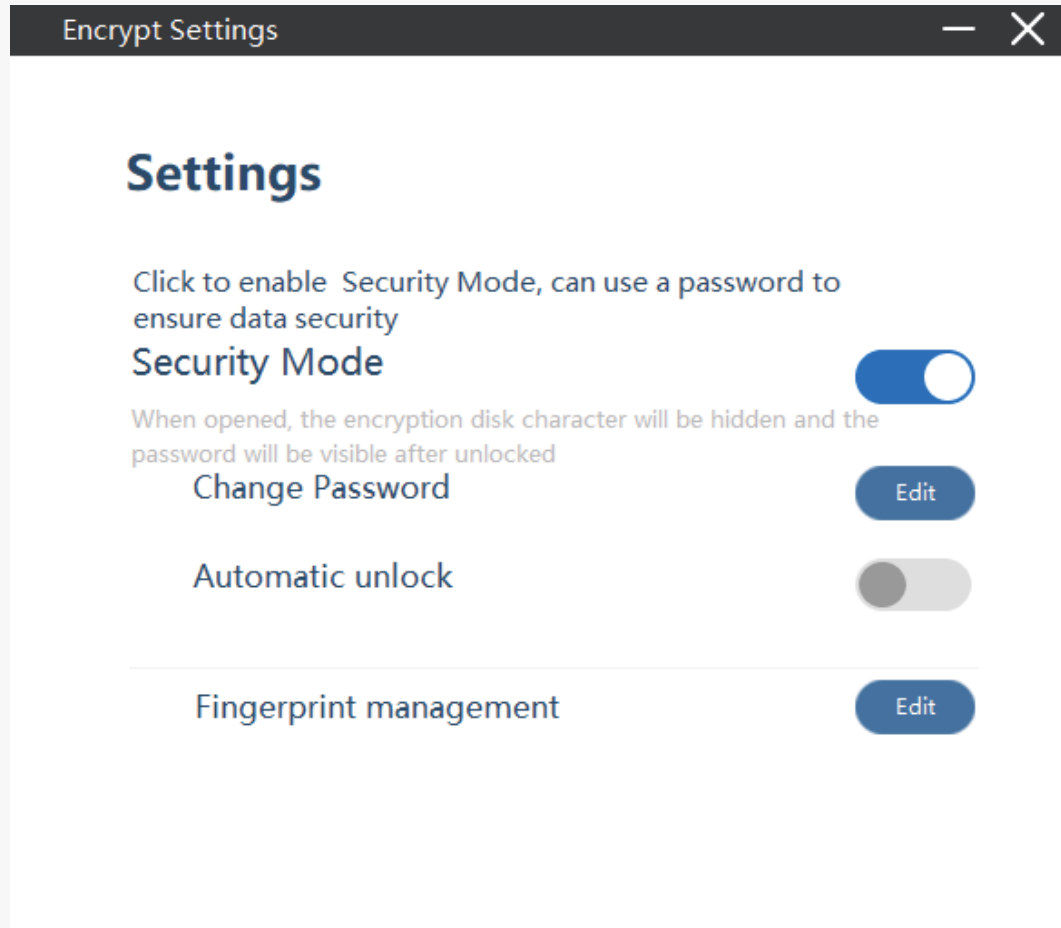 Encrypt Settings
Settings
Click to enable  Security Mode, can use a password to
ensure data security
Security Mode
When opened, the encryption disk character will be hidden and the
password will be visible after unlocked
Change Password
Edit
Automatic unlock
Fingerprint management
Edit